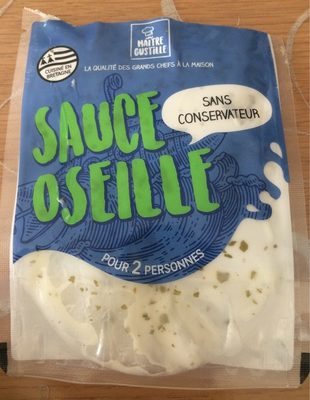 MAÎTRE
GUSTILLE
CUISINÉ EN
BRETAGNE
LA QUALITÉ DES GRANDS CHEFS À LA MAISON
SANS
CONSERVATEUR
SAUCE
OSEILLE
POUR 2 PERSONNES